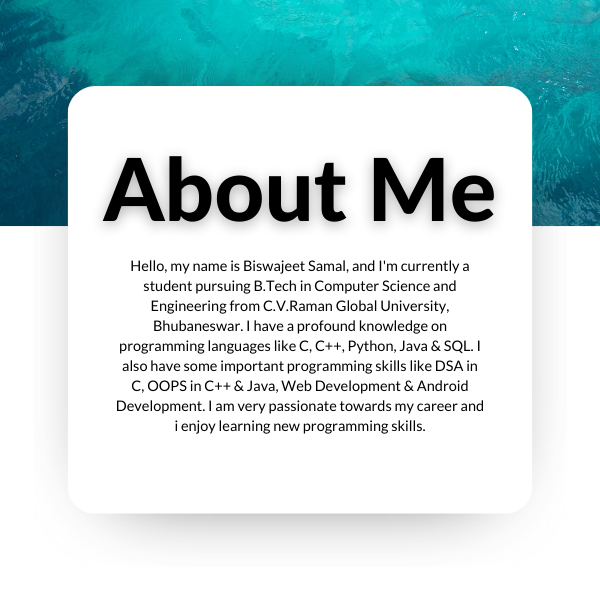 About Me
Hello, my name is Biswajeet Samal, and I'm currently a
student pursuing B.Tech in Computer Science and
Engineering from C.V.Raman Global University,
Bhubaneswar. I have a profound knowledge on
programming languages like C, C++, Python, Java & SQL. I
also have some important programming skills like DSA in
C, OOPS in C++ & Java, Web Development & Android
Development. I am very passionate towards my career and
i enjoy learning new programming skills.